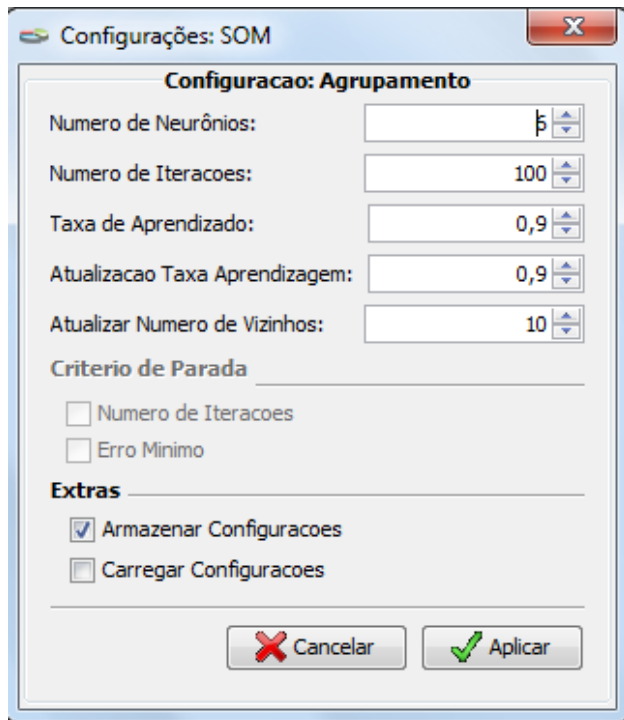 Configurações: SOM
Configuracao: Agrupamento
Numero de Neurônios: 6
Numero de Iteracoes: 100
Taxa de Aprendizado: 0,9
Atualizacao Taxa Aprendizagem: 0,9
Atualizar Numero de Vizinhos: 10
Criterio de Parada
Numero de Iteracoes
Erro Minimo
Extras
Armazenar Configuracoes
Carregar Configuracoes
Cancelar Aplicar